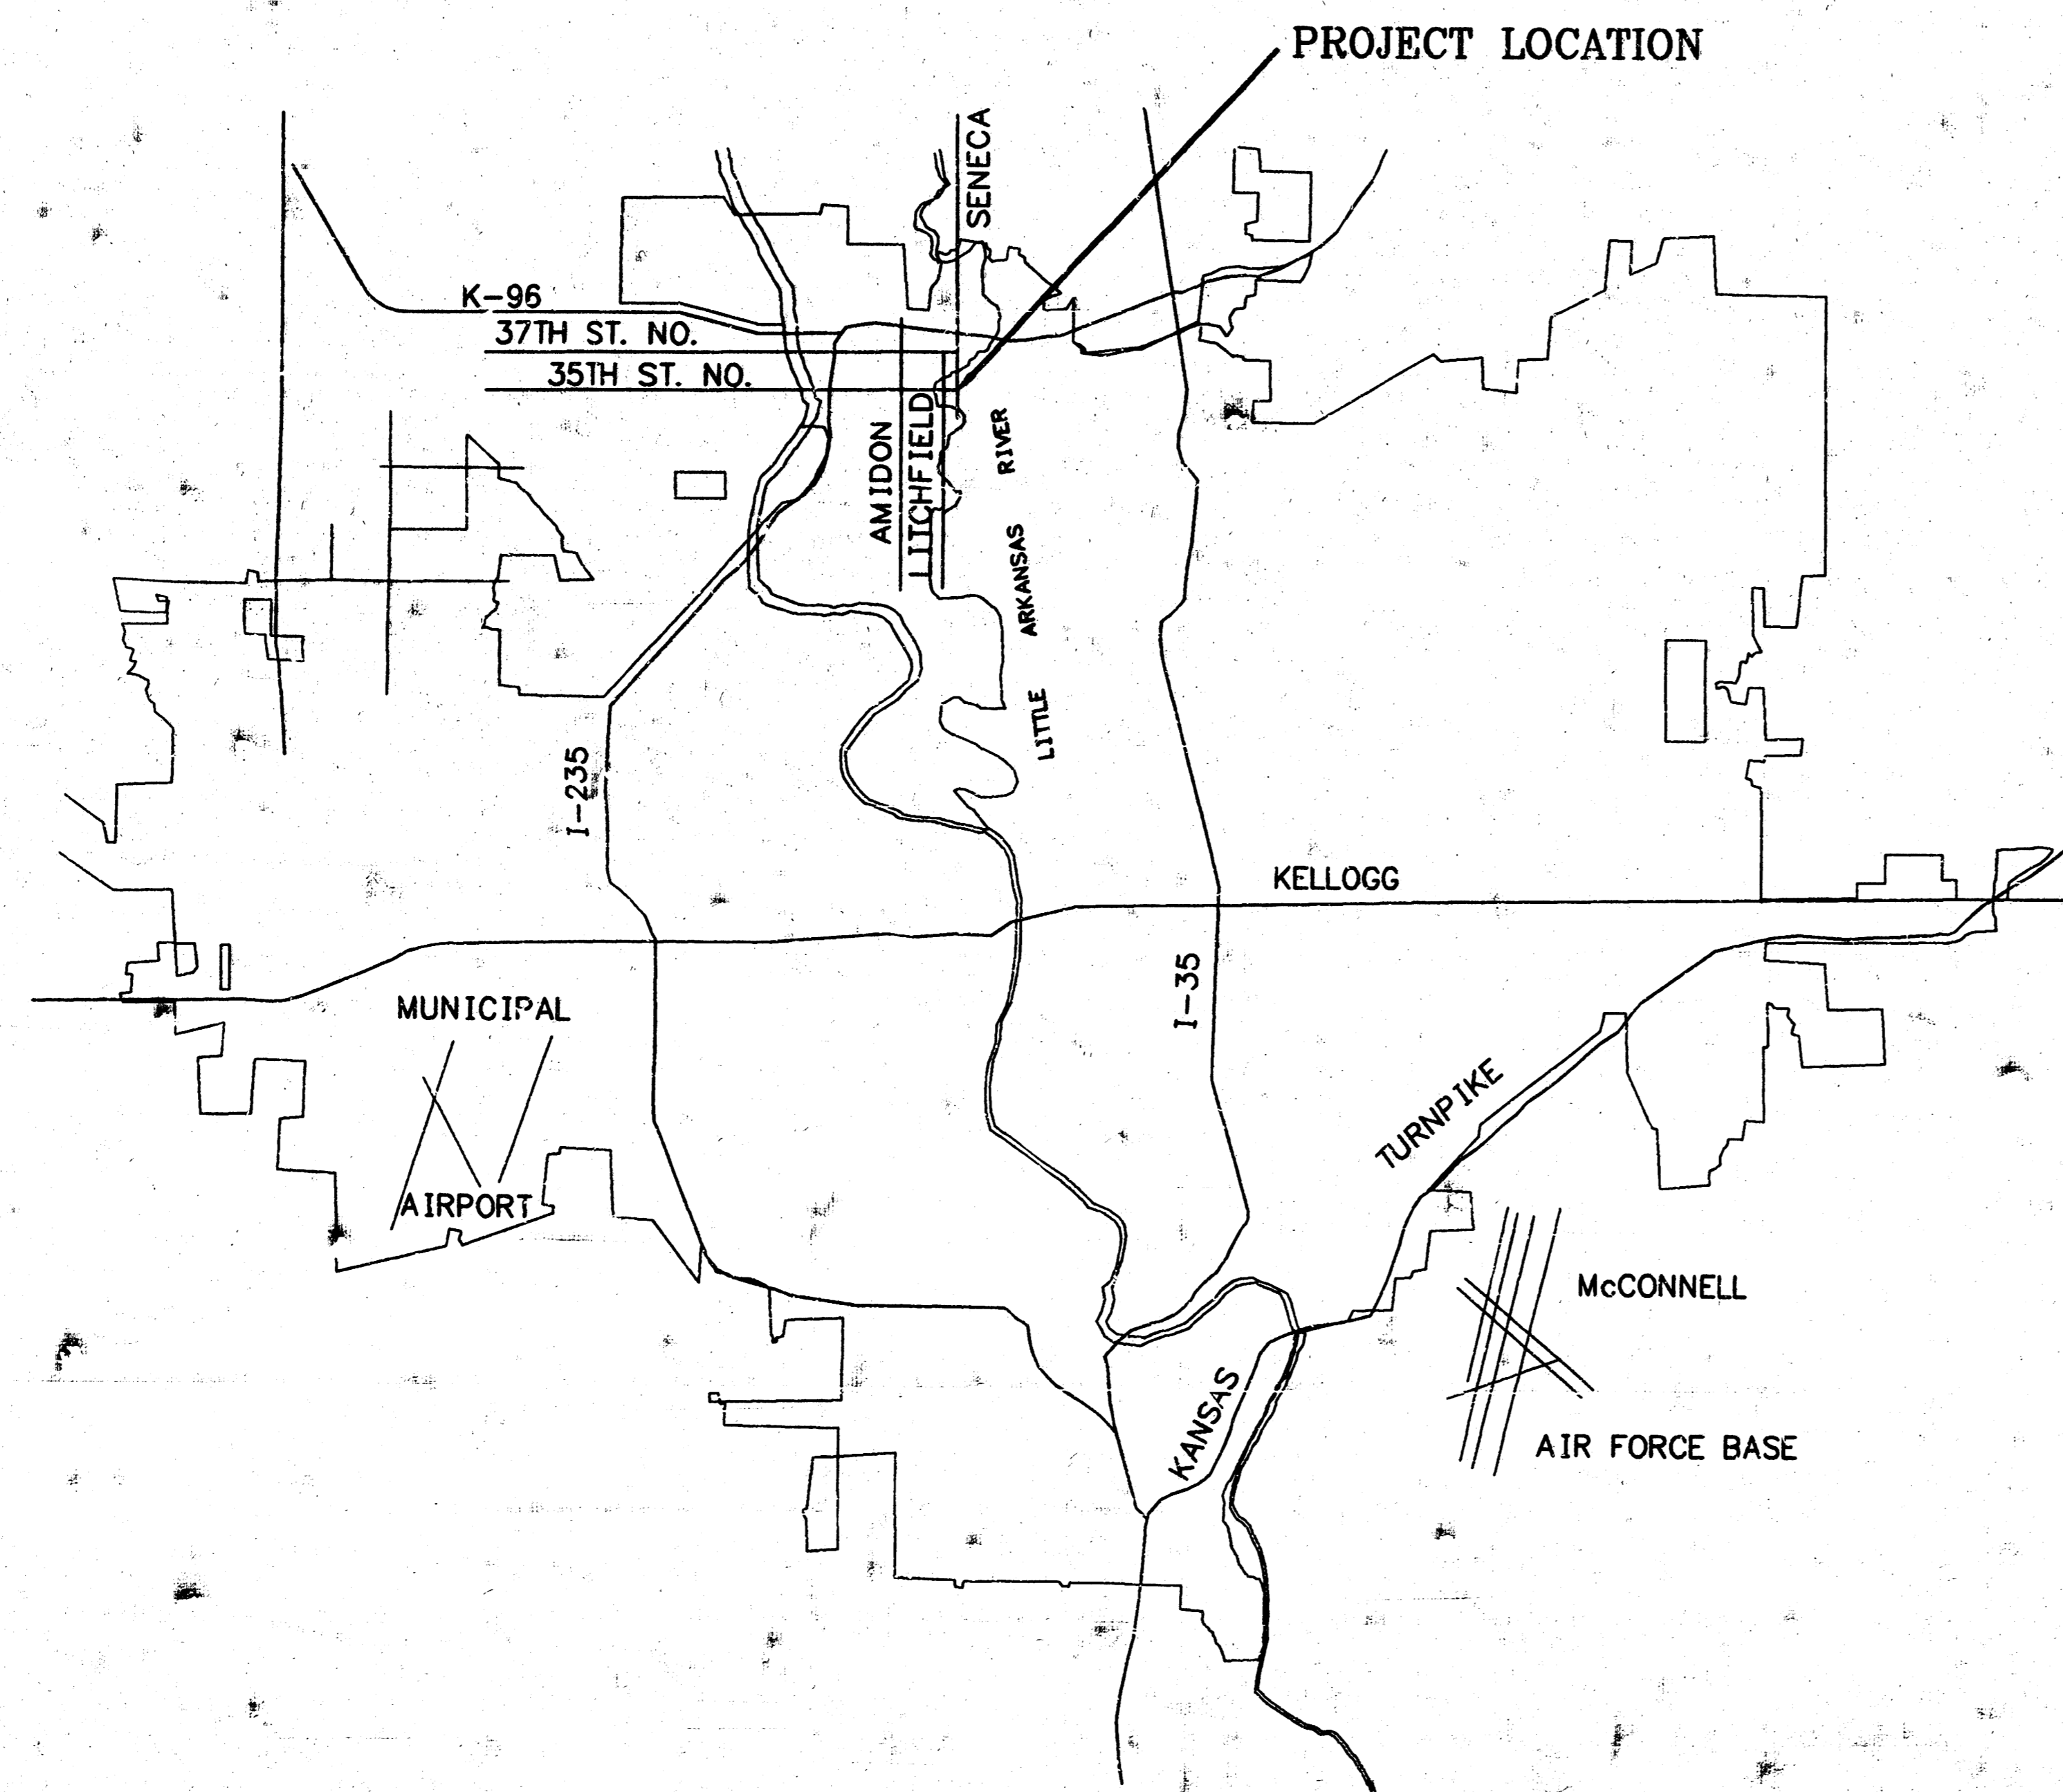 PROJECT LOCATION
SENECA
K-96
37TH ST. NO.
35TH ST. NO.
AMIDON
LITCHFIELD
LITTLE ARKANSAS RIVER
I-235
KELLOGG
I-35
MUNICIPAL
AIRPORT
KANSAS TURNPIKE
McCONNELL
AIR FORCE BASE